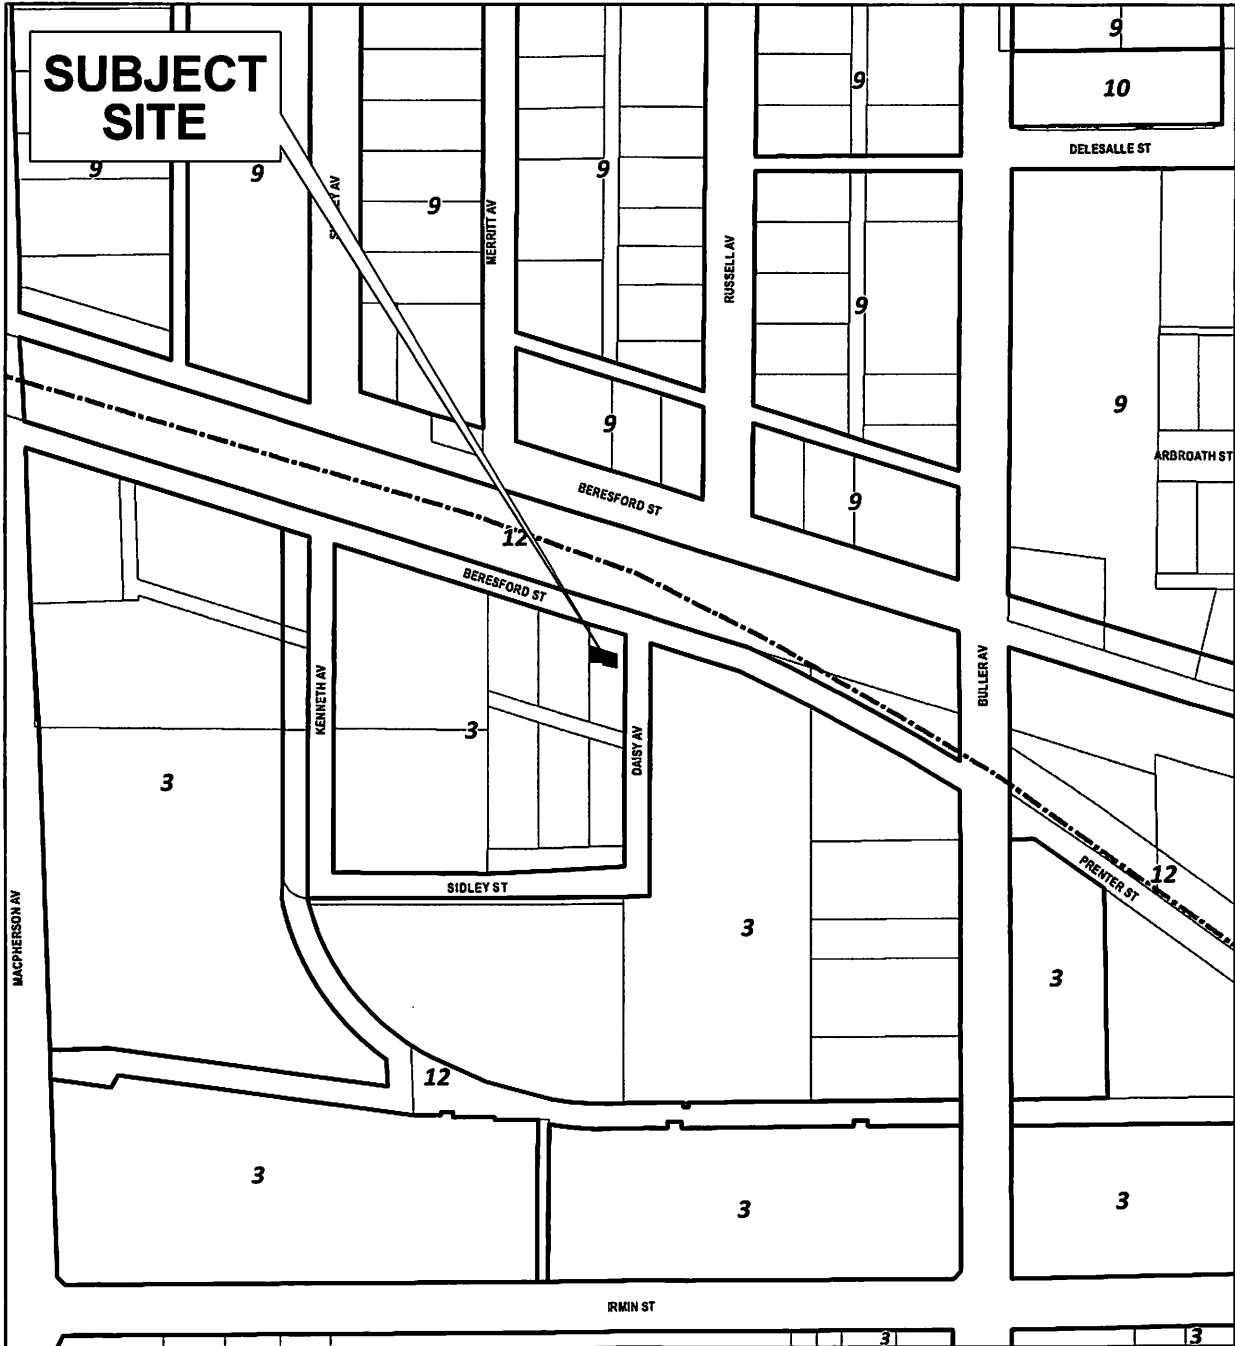 SUBJECT
SITE
9
10
DELESALLE ST
9
9
9
9
9
MERRITT AV
RUSSELL AV
9
9
9
ARBROATH ST
9
9
BERESFORD ST
12
BERESFORD ST
KENNETH AV
DAISY AV
BULLER AV
3
3
SIDLEY ST
PRENTER ST
12
MACPHERSON AV
3
3
12
3
3
3
IRMIN ST
3
3